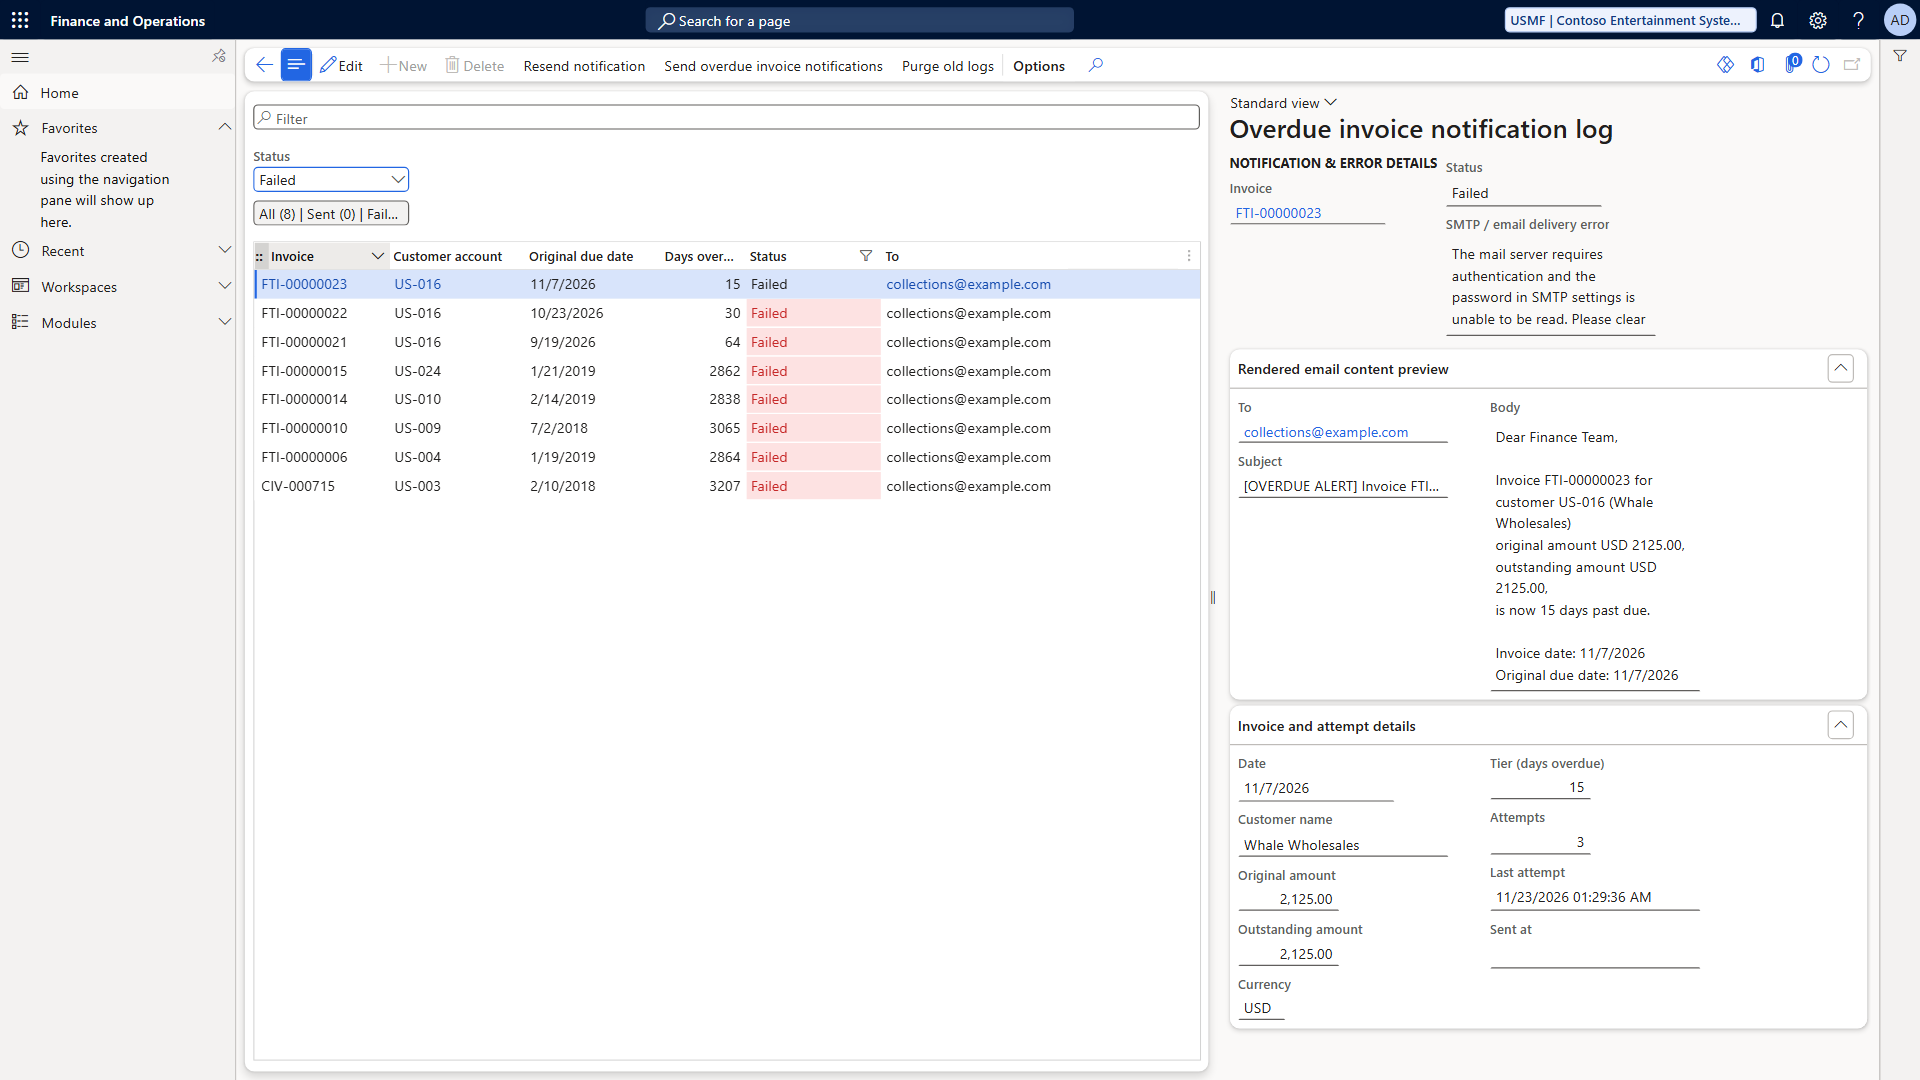 Finance and Operations
Search for a page
USMF | Contoso Entertainment Syste...
AD
Home
Favorites
Favorites created
using the navigation
pane will show up
here.
Recent
Workspaces
Modules
Edit
New
Delete
Resend notification
Send overdue invoice notifications
Purge old logs
Options
0
Filter
Status
Failed
All (8) | Sent (0) | Fail...
Invoice Customer account Original due date Days over... Status To
FTI-00000023 US-016 11/7/2026 15 Failed collections@example.com
FTI-00000022 US-016 10/23/2026 30 Failed collections@example.com
FTI-00000021 US-016 9/19/2026 64 Failed collections@example.com
FTI-00000015 US-024 1/21/2019 2862 Failed collections@example.com
FTI-00000014 US-010 2/14/2019 2838 Failed collections@example.com
FTI-00000010 US-009 7/2/2018 3065 Failed collections@example.com
FTI-00000006 US-004 1/19/2019 2864 Failed collections@example.com
CIV-000715 US-003 2/10/2018 3207 Failed collections@example.com
Standard view
Overdue invoice notification log
NOTIFICATION & ERROR DETAILS
Invoice
FTI-00000023
Status
Failed
SMTP / email delivery error
The mail server requires
authentication and the
password in SMTP settings is
unable to be read. Please clear
Rendered email content preview
To
collections@example.com
Subject
[OVERDUE ALERT] Invoice FTI...
Body
Dear Finance Team,
Invoice FTI-00000023 for
customer US-016 (Whale
Wholesales)
original amount USD 2125.00,
outstanding amount USD
2125.00,
is now 15 days past due.
Invoice date: 11/7/2026
Original due date: 11/7/2026
Invoice and attempt details
Date
11/7/2026
Customer name
Whale Wholesales
Original amount
2,125.00
Outstanding amount
2,125.00
Currency
USD
Tier (days overdue)
15
Attempts
3
Last attempt
11/23/2026 01:29:36 AM
Sent at